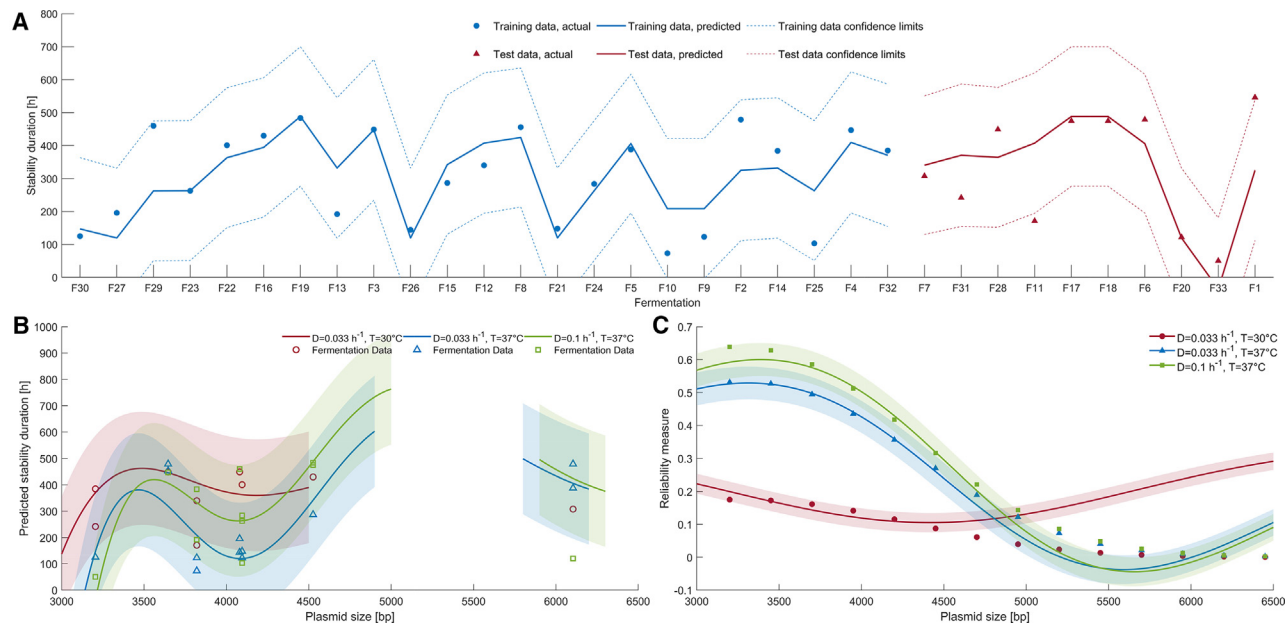 A
Stability duration [h]
800
700
600
500
400
300
200
100
0
Training data, actual Training data, predicted Training data confidence limits
Test data, actual Test data, predicted Test data confidence limits
F30 F27 F29 F23 F22 F16 F19 F13 F3 F26 F15 F12 F8 F21 F24 F5 F10 F9 F2 F14 F25 F4 F32 F7 F31 F28 F11 F17 F18 F6 F20 F33 F1
Fermentation
B
Predicted stability duration [h]
1000
900
800
700
600
500
400
300
200
100
0
D=0.033 h⁻¹, T=30°C D=0.033 h⁻¹, T=37°C D=0.1 h⁻¹, T=37°C
Fermentation Data Fermentation Data Fermentation Data
3000 3500 4000 4500 5000 5500 6000 6500
Plasmid size [bp]
C
Reliability measure
0.7
0.6
0.5
0.4
0.3
0.2
0.1
0
-0.1
D=0.033 h⁻¹, T=30°C
D=0.033 h⁻¹, T=37°C
D=0.1 h⁻¹, T=37°C
3000 3500 4000 4500 5000 5500 6000 6500
Plasmid size [bp]